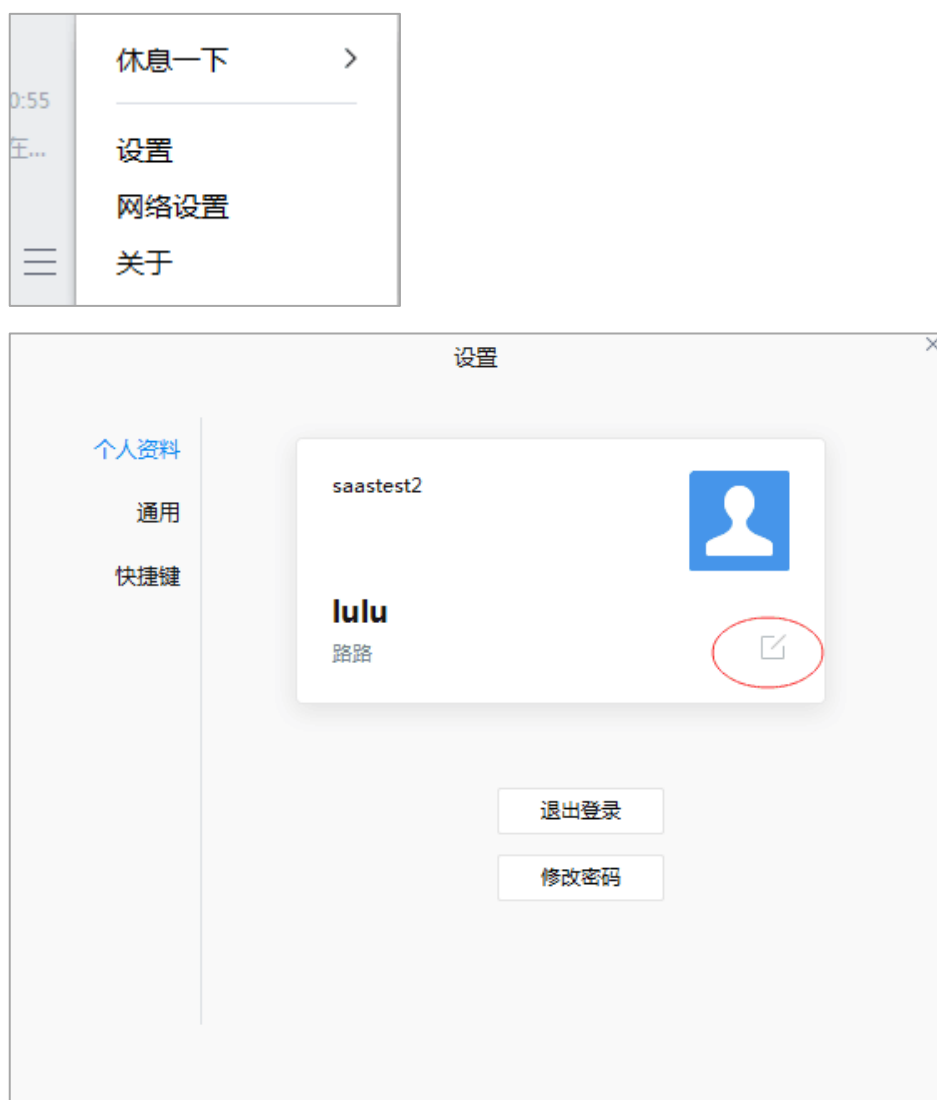 休息一下
0:55
在...
设置
网络设置
关于
设置
个人资料
通用
快捷键
saastest2
lulu
路路
退出登录
修改密码